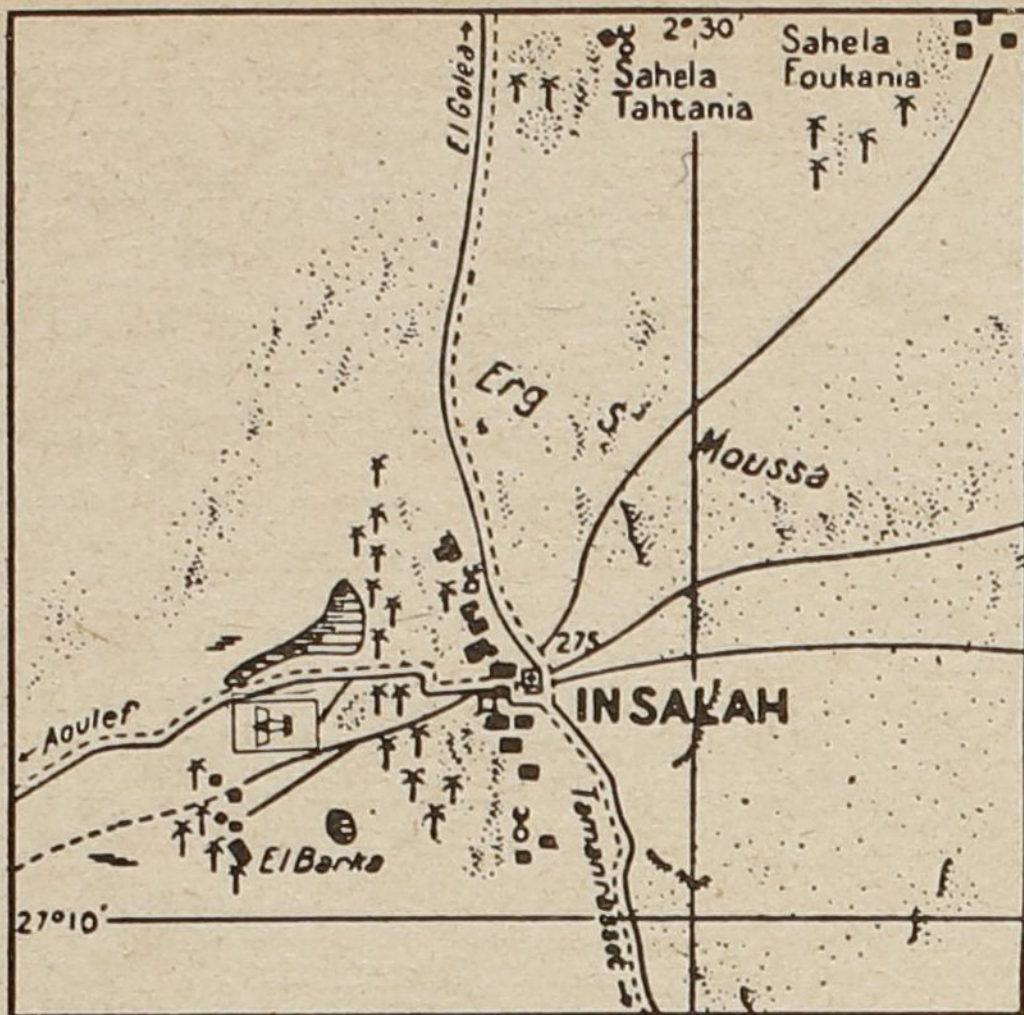 2°30'
El Golea→
Sahela
Tahtania
Sahela
Foukania
Erg
S!
Moussa
275
IN SALAH
←Aoulef
El Barka
Tamanrasset→
27°10'